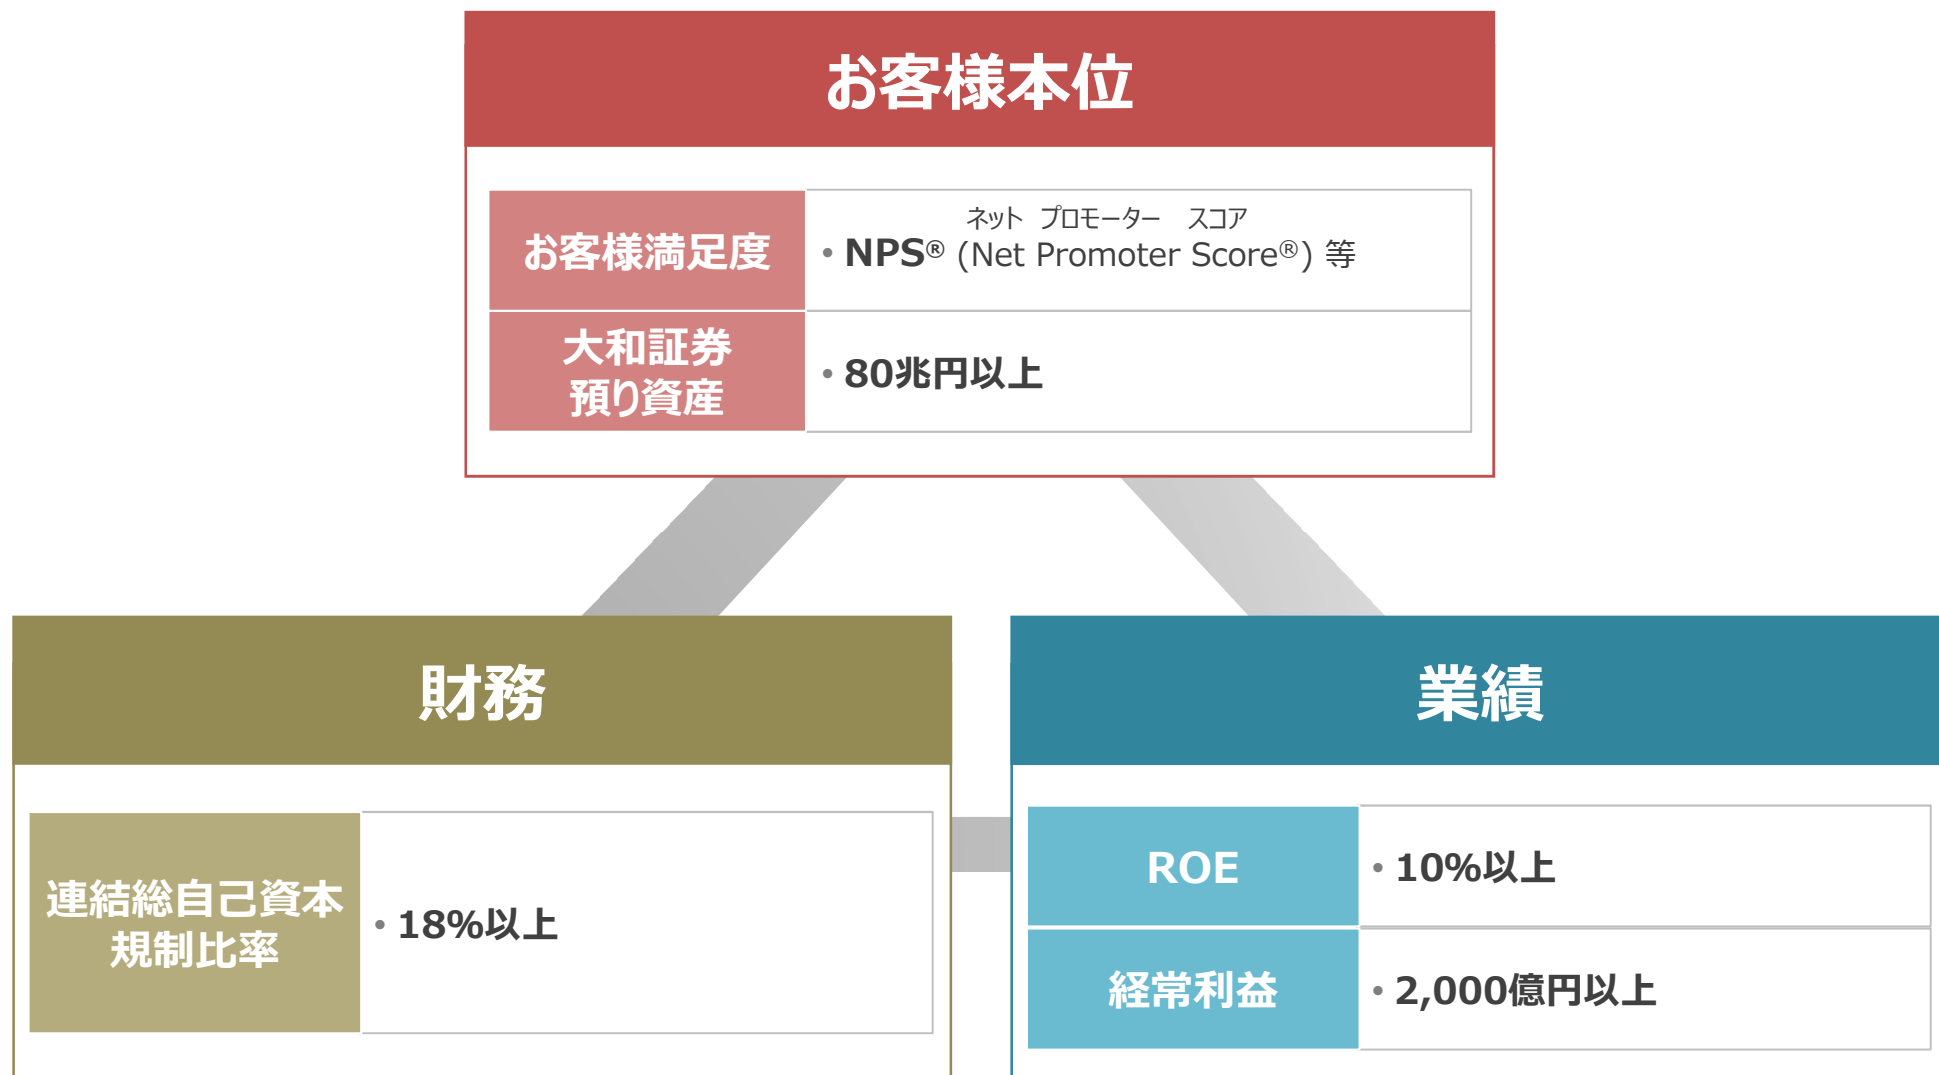 お客様本位
お客様満足度
ネット プロモーター スコア
• NPS® (Net Promoter Score®) 等
大和証券
預り資産
• 80兆円以上
財務
連結総自己資本
規制比率
• 18%以上
業績
ROE
• 10%以上
経常利益
• 2,000億円以上